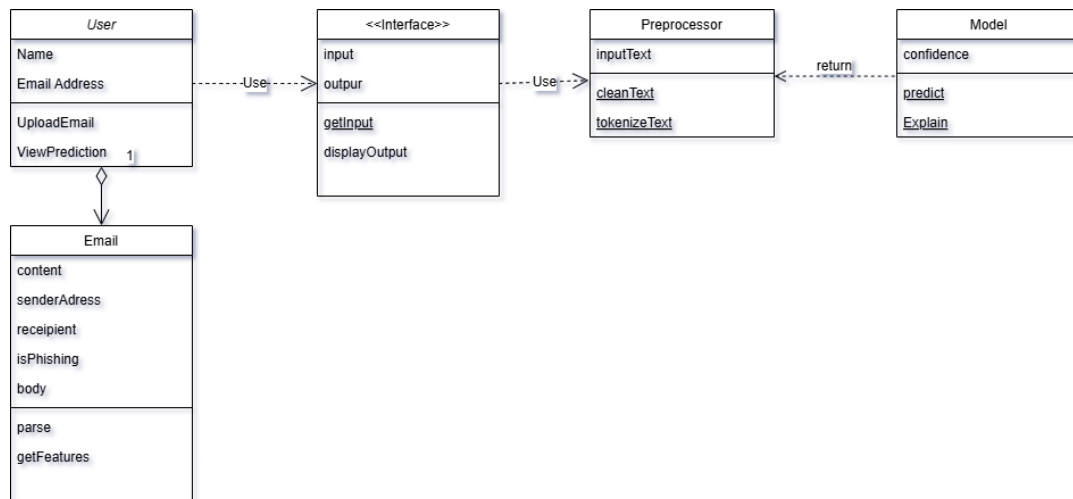 User
Name
Email Address
UploadEmail
ViewPrediction
1
Use
<<Interface>>
input
outpur
getInput
displayOutput
Use
Preprocessor
inputText
cleanText
tokenizeText
return
Model
confidence
predict
Explain
Email
content
senderAdress
receipient
isPhishing
body
parse
getFeatures